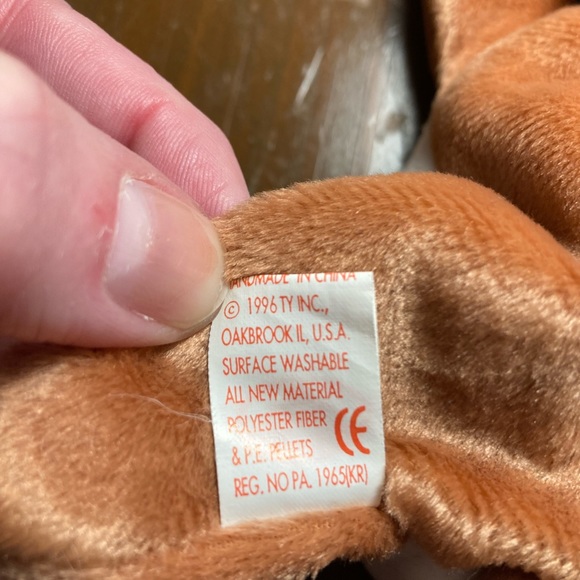 HANDMADE IN CHINA
© 1996 TY INC.,
OAKBROOK IL, U.S.A.
SURFACE WASHABLE
ALL NEW MATERIAL
POLYESTER FIBER
& P.E. PELLETS
CE
REG. NO PA. 1965(KR)